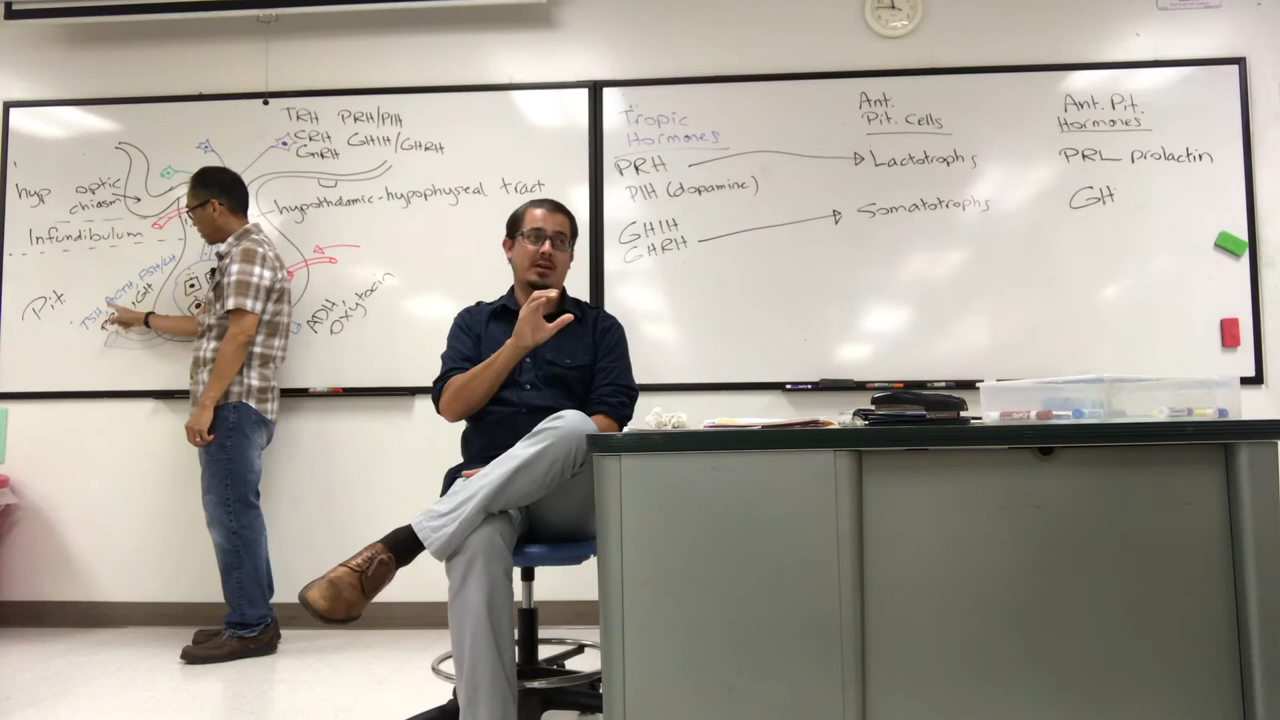 TRH PRH/PIH
CRH GHIH/GHRH
GnRH
hyp optic
chiasm
hypothalamic-hypophyseal tract
Infundibulum
Pit.
TSH, ACTH, FSH/LH
GH
ADH,
Oxytocin
Tropic
Hormones
PRH
PIH (dopamine)
GHIH
GHRH
Ant.
Pit. Cells
Lactotrophs
Somatotrophs
Ant. Pit.
Hormones
PRL prolactin
GH